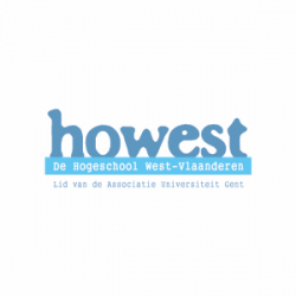 howest
De Hogeschool West-Vlaanderen
Lid van de Associatie Universiteit Gent